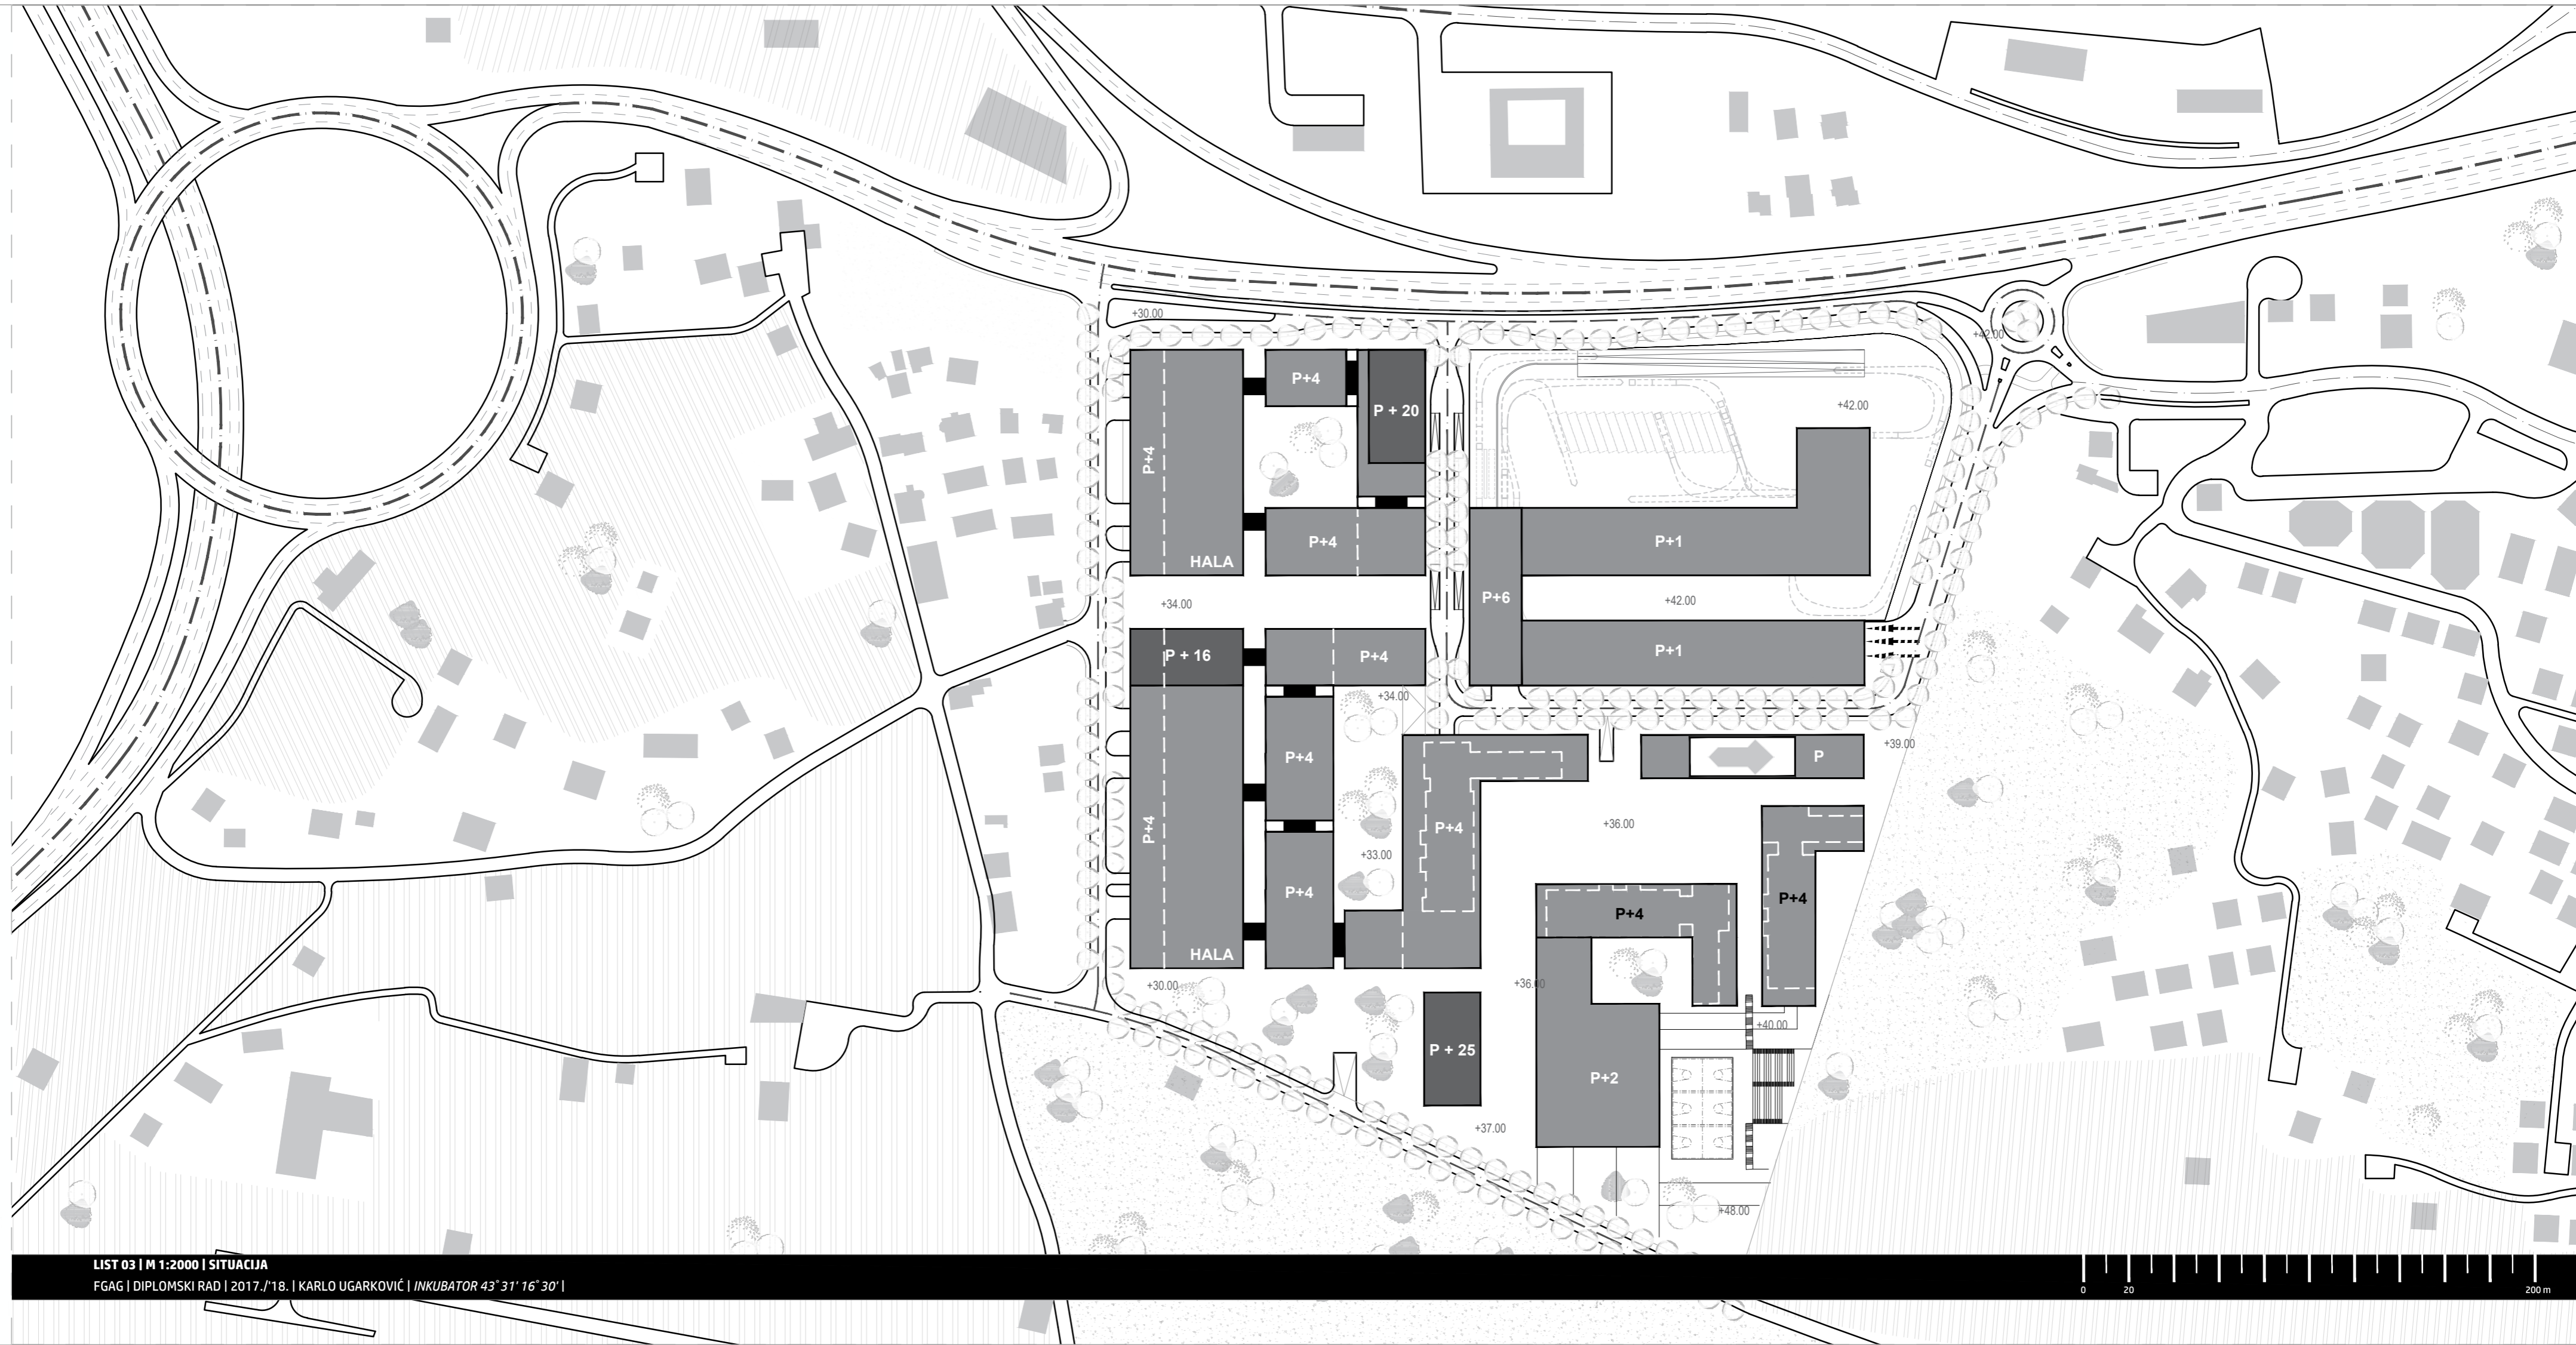 +30.00
+42.00
P+4
P + 20
+42.00
P+4
P+4
P+1
HALA
P+6
+34.00
+42.00
P + 16
P+4
P+1
+34.00
+39.00
P+4
P
+36.00
P+4
P+4
+33.00
P+4
P+4
P+4
HALA
+30.00
+36.00
+40.00
P + 25
P+2
+37.00
+48.00
LIST 03 | M 1:2000 | SITUACIJA
FGAG | DIPLOMSKI RAD | 2017./'18. | KARLO UGARKOVIĆ | INKUBATOR 43° 31' 16° 30' |
0 20 200 m